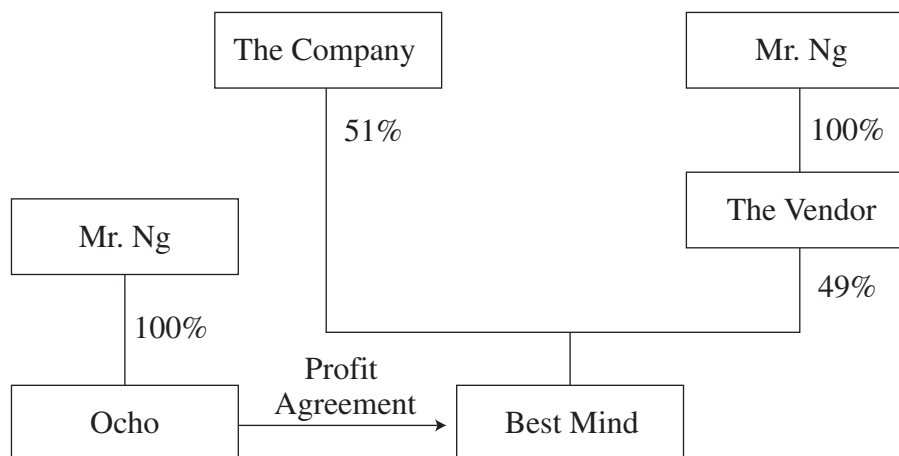 The Company
Mr. Ng
51%
100%
The Vendor
Mr. Ng
49%
100%
Profit
Agreement
Ocho
Best Mind